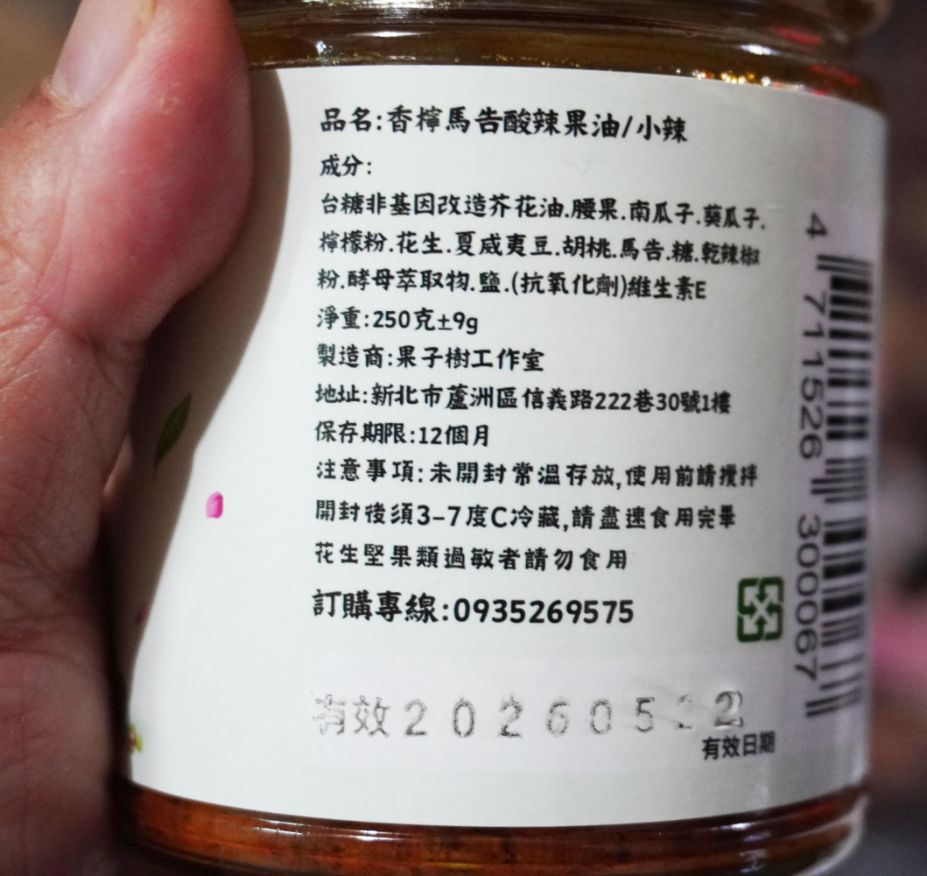 品名:香檸馬告酸辣果油/小辣
成分:
台糖非基因改造芥花油.腰果.南瓜子.葵瓜子.
檸檬粉.花生.夏威夷豆.胡桃.馬告.糖.乾辣椒
粉.酵母萃取物.鹽.(抗氧化劑)維生素E
淨重:250克±9g
製造商:果子樹工作室
地址:新北市蘆洲區信義路222巷30號1樓
保存期限:12個月
注意事項:未開封常溫存放,使用前請攪拌
開封後須3-7度C冷藏,請盡速食用完畢
花生堅果類過敏者請勿食用
訂購專線:0935269575
有效202605 2
有效日期
4 711526 300067